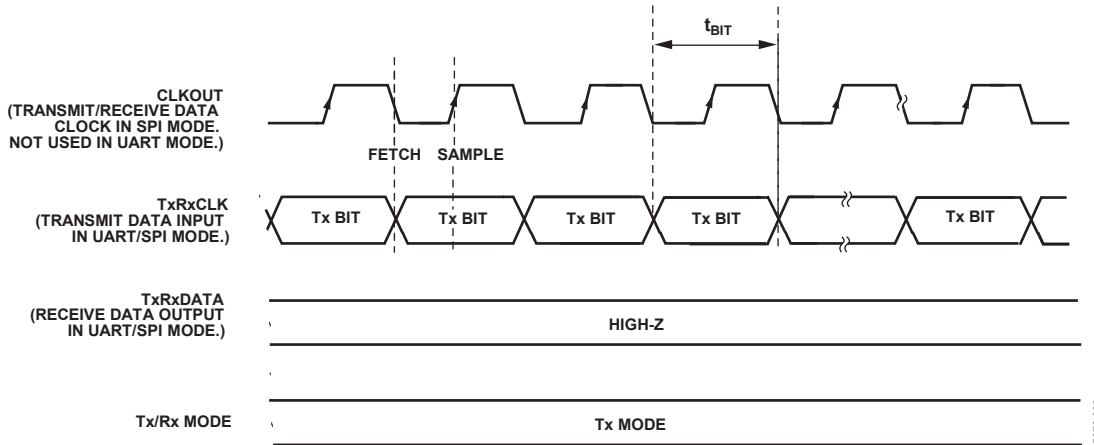 tBIT
CLKOUT
(TRANSMIT/RECEIVE DATA
CLOCK IN SPI MODE.
NOT USED IN UART MODE.)
FETCH SAMPLE
TxRxCLK
(TRANSMIT DATA INPUT
IN UART/SPI MODE.)
Tx BIT Tx BIT Tx BIT Tx BIT Tx BIT
TxRxDATA
(RECEIVE DATA OUTPUT
IN UART/SPI MODE.)
HIGH-Z
Tx/Rx MODE
Tx MODE